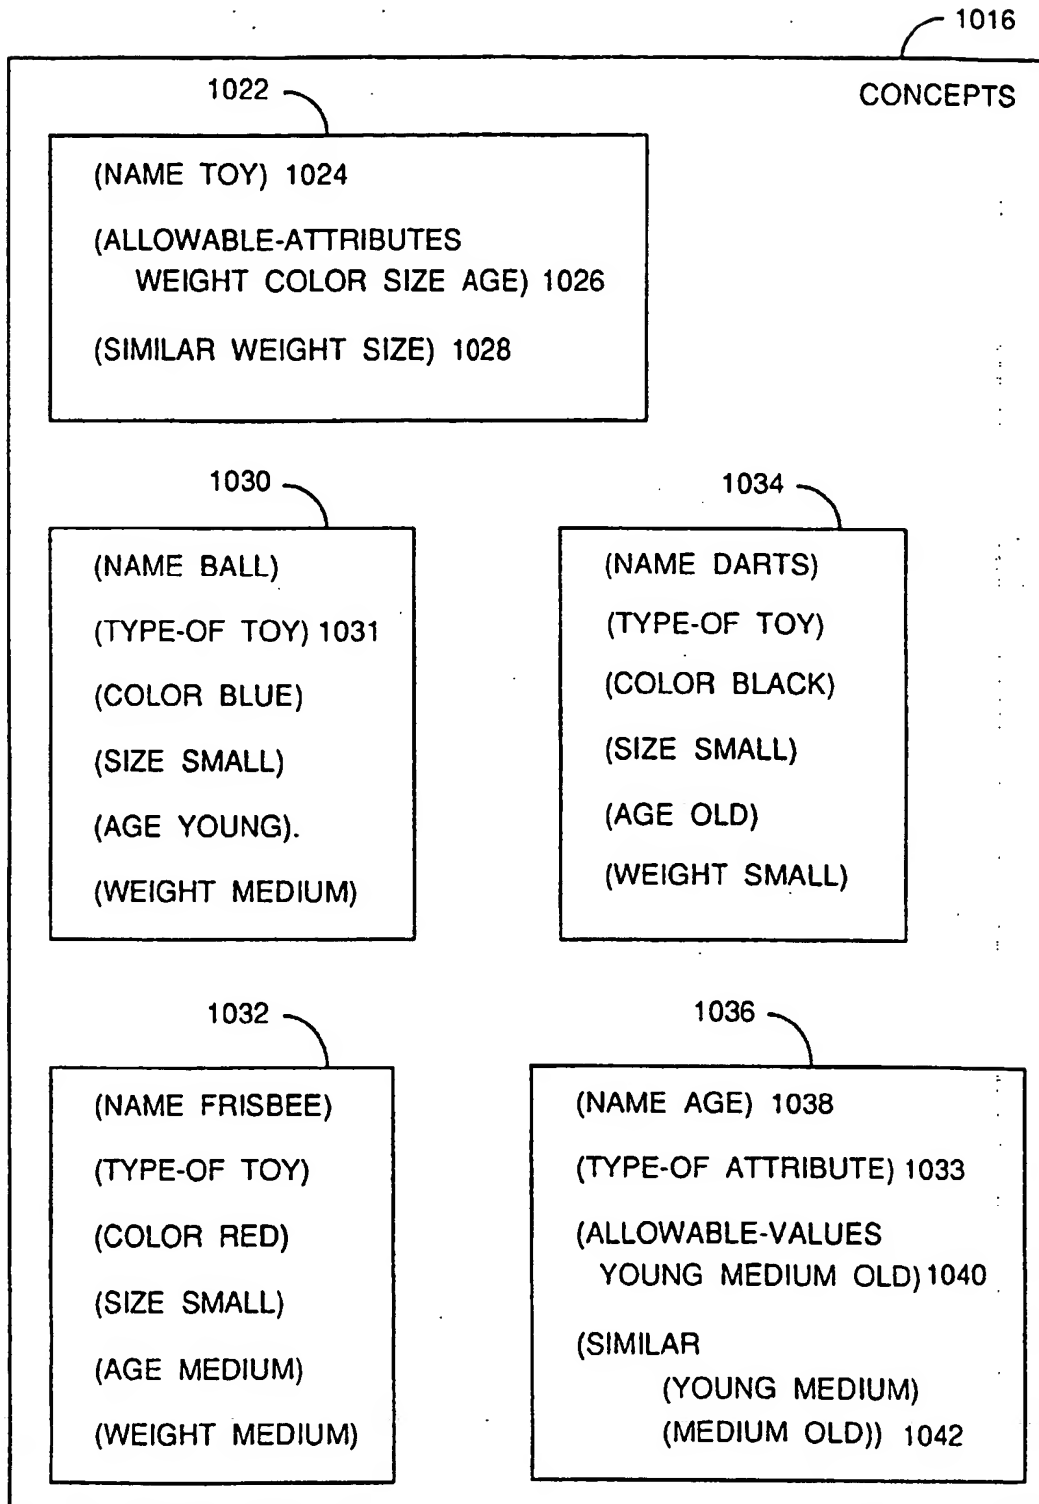 1016
CONCEPTS
1022
(NAME TOY) 1024
(ALLOWABLE-ATTRIBUTES
WEIGHT COLOR SIZE AGE) 1026
(SIMILAR WEIGHT SIZE) 1028
1030
(NAME BALL)
(TYPE-OF TOY) 1031
(COLOR BLUE)
(SIZE SMALL)
(AGE YOUNG).
(WEIGHT MEDIUM)
1034
(NAME DARTS)
(TYPE-OF TOY)
(COLOR BLACK)
(SIZE SMALL)
(AGE OLD)
(WEIGHT SMALL)
1032
(NAME FRISBEE)
(TYPE-OF TOY)
(COLOR RED)
(SIZE SMALL)
(AGE MEDIUM)
(WEIGHT MEDIUM)
1036
(NAME AGE) 1038
(TYPE-OF ATTRIBUTE) 1033
(ALLOWABLE-VALUES
YOUNG MEDIUM OLD) 1040
(SIMILAR
(YOUNG MEDIUM)
(MEDIUM OLD)) 1042